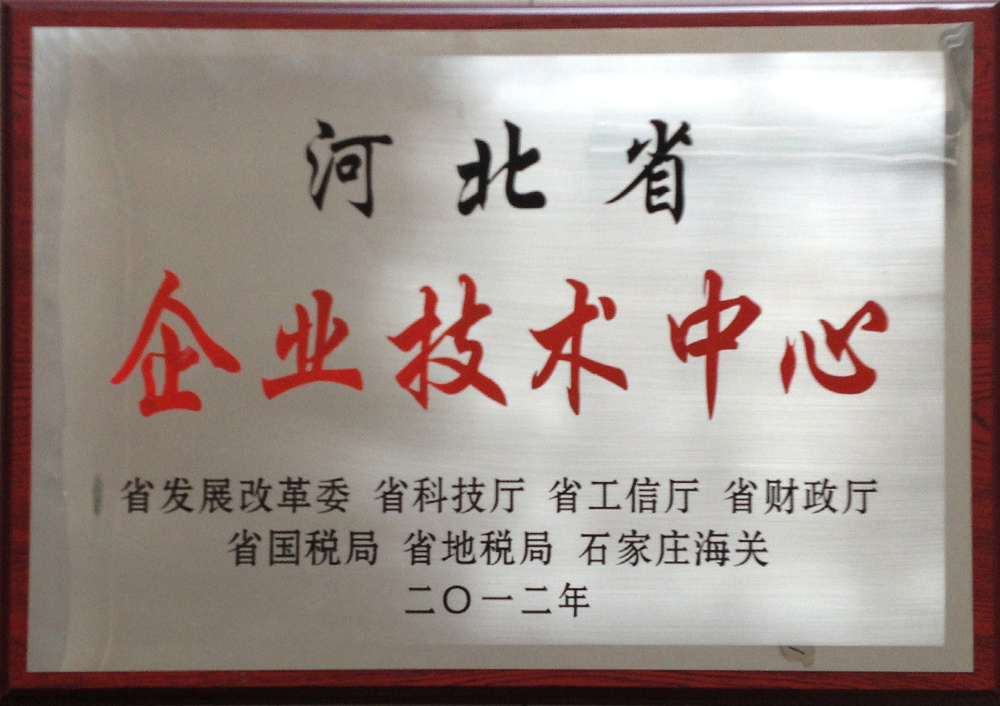 河北省
企业技术中心
省发展改革委 省科技厅 省工信厅 省财政厅
省国税局 省地税局 石家庄海关
二〇一二年